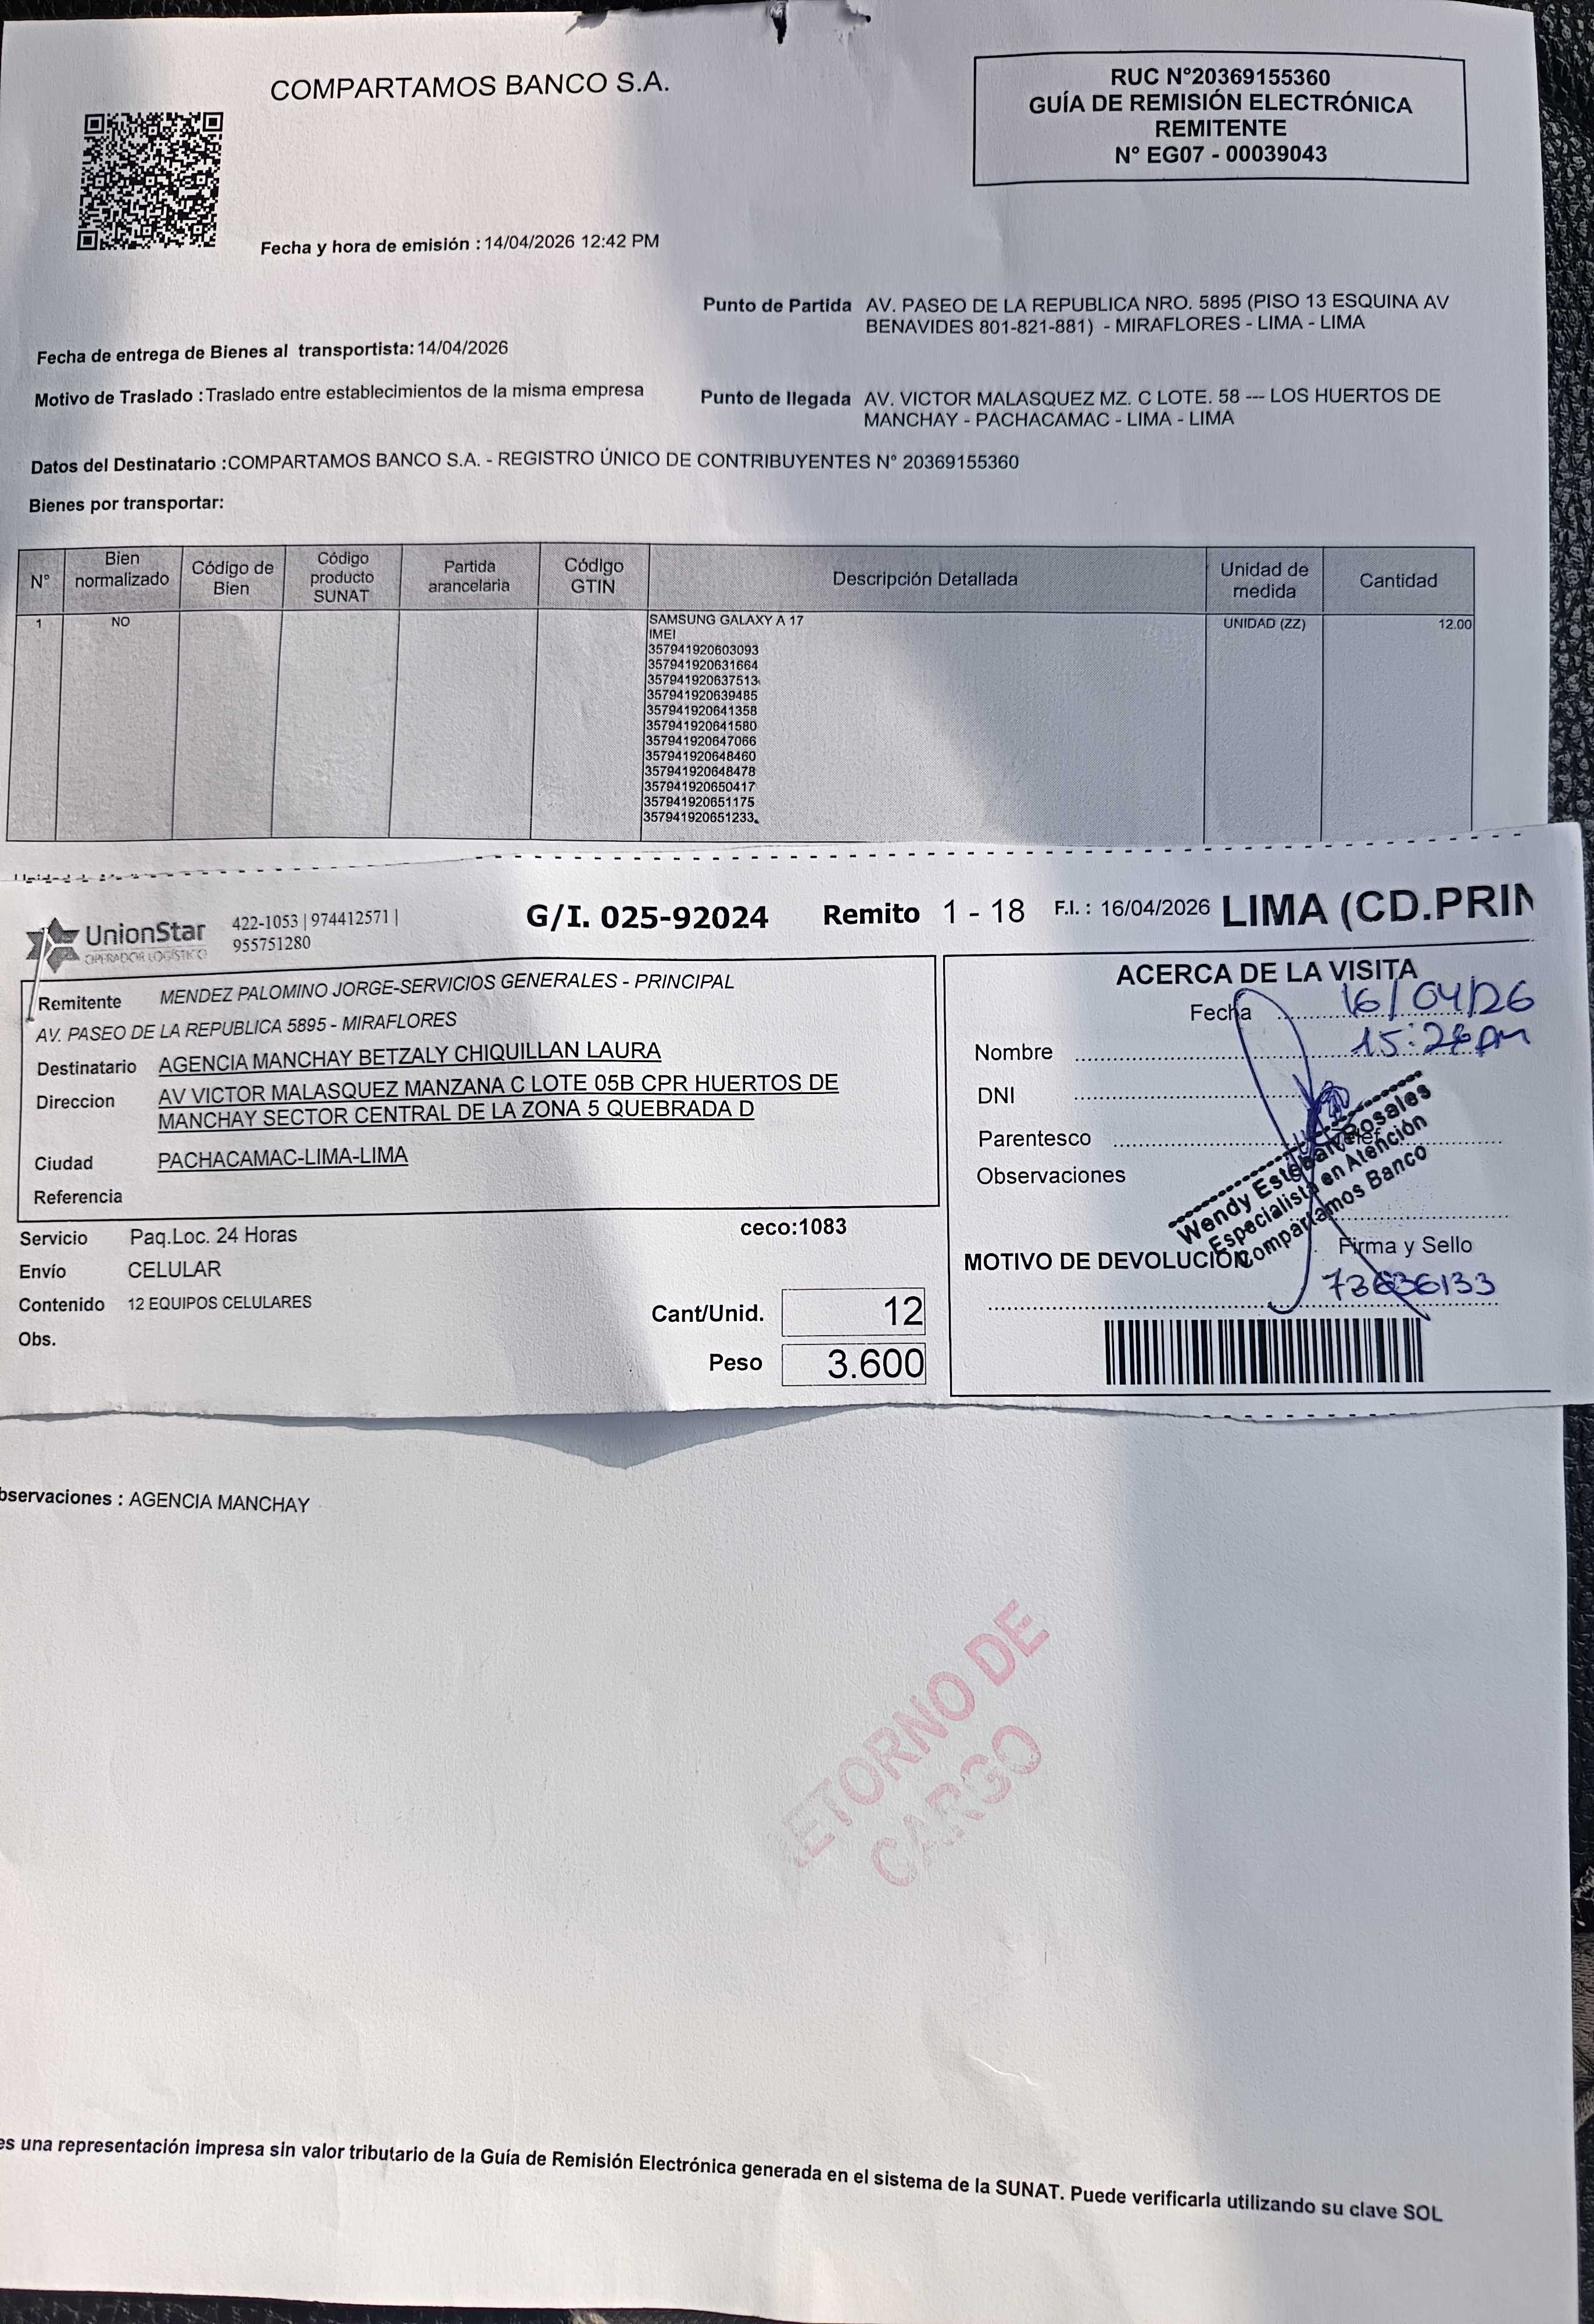 COMPARTAMOS BANCO S.A.
RUC N°20369155360
GUÍA DE REMISIÓN ELECTRÓNICA
REMITENTE
N° EG07 - 00039043
Fecha y hora de emisión : 14/04/2026 12:42 PM
Punto de Partida AV. PASEO DE LA REPUBLICA NRO. 5895 (PISO 13 ESQUINA AV
BENAVIDES 801-821-881) - MIRAFLORES - LIMA - LIMA
Fecha de entrega de Bienes al transportista: 14/04/2026
Motivo de Traslado : Traslado entre establecimientos de la misma empresa
Punto de llegada AV. VICTOR MALASQUEZ MZ. C LOTE. 58 --- LOS HUERTOS DE
MANCHAY - PACHACAMAC - LIMA - LIMA
Datos del Destinatario : COMPARTAMOS BANCO S.A. - REGISTRO ÚNICO DE CONTRIBUYENTES N° 20369155360
Bienes por transportar:
N° Bien normalizado Código de Bien Código producto SUNAT Partida arancelaria Código GTIN Descripción Detallada Unidad de medida Cantidad
1 NO SAMSUNG GALAXY A 17 UNIDAD (ZZ) 12.00
IMEI
357941920603093
357941920631664
357941920637513
357941920639485
357941920641358
357941920641580
357941920647066
357941920648460
357941920648478
357941920650417
357941920651175
357941920651233
UnionStar
OPERADOR LOGÍSTICO
422-1053 | 974412571 |
955751280
G/I. 025-92024 Remito 1 - 18 F.I. : 16/04/2026 LIMA (CD.PRIN
Remitente MENDEZ PALOMINO JORGE-SERVICIOS GENERALES - PRINCIPAL
AV. PASEO DE LA REPUBLICA 5895 - MIRAFLORES
Destinatario AGENCIA MANCHAY BETZALY CHIQUILLAN LAURA
Direccion AV VICTOR MALASQUEZ MANZANA C LOTE 05B CPR HUERTOS DE
MANCHAY SECTOR CENTRAL DE LA ZONA 5 QUEBRADA D
Ciudad PACHACAMAC-LIMA-LIMA
Referencia
Servicio Paq.Loc. 24 Horas
ceco:1083
Envío CELULAR
Contenido 12 EQUIPOS CELULARES
Obs.
Cant/Unid. 12
Peso 3.600
ACERCA DE LA VISITA
Fecha 16/04/26
Nombre
DNI
Parentesco Telef.
Observaciones
Wendy Esteban Rosales
Especialista en Atención
Compartamos Banco
Firma y Sello
MOTIVO DE DEVOLUCIÓN
bservaciones : AGENCIA MANCHAY
RETORNO DE
CARGO
es una representación impresa sin valor tributario de la Guía de Remisión Electrónica generada en el sistema de la SUNAT. Puede verificarla utilizando su clave SOL